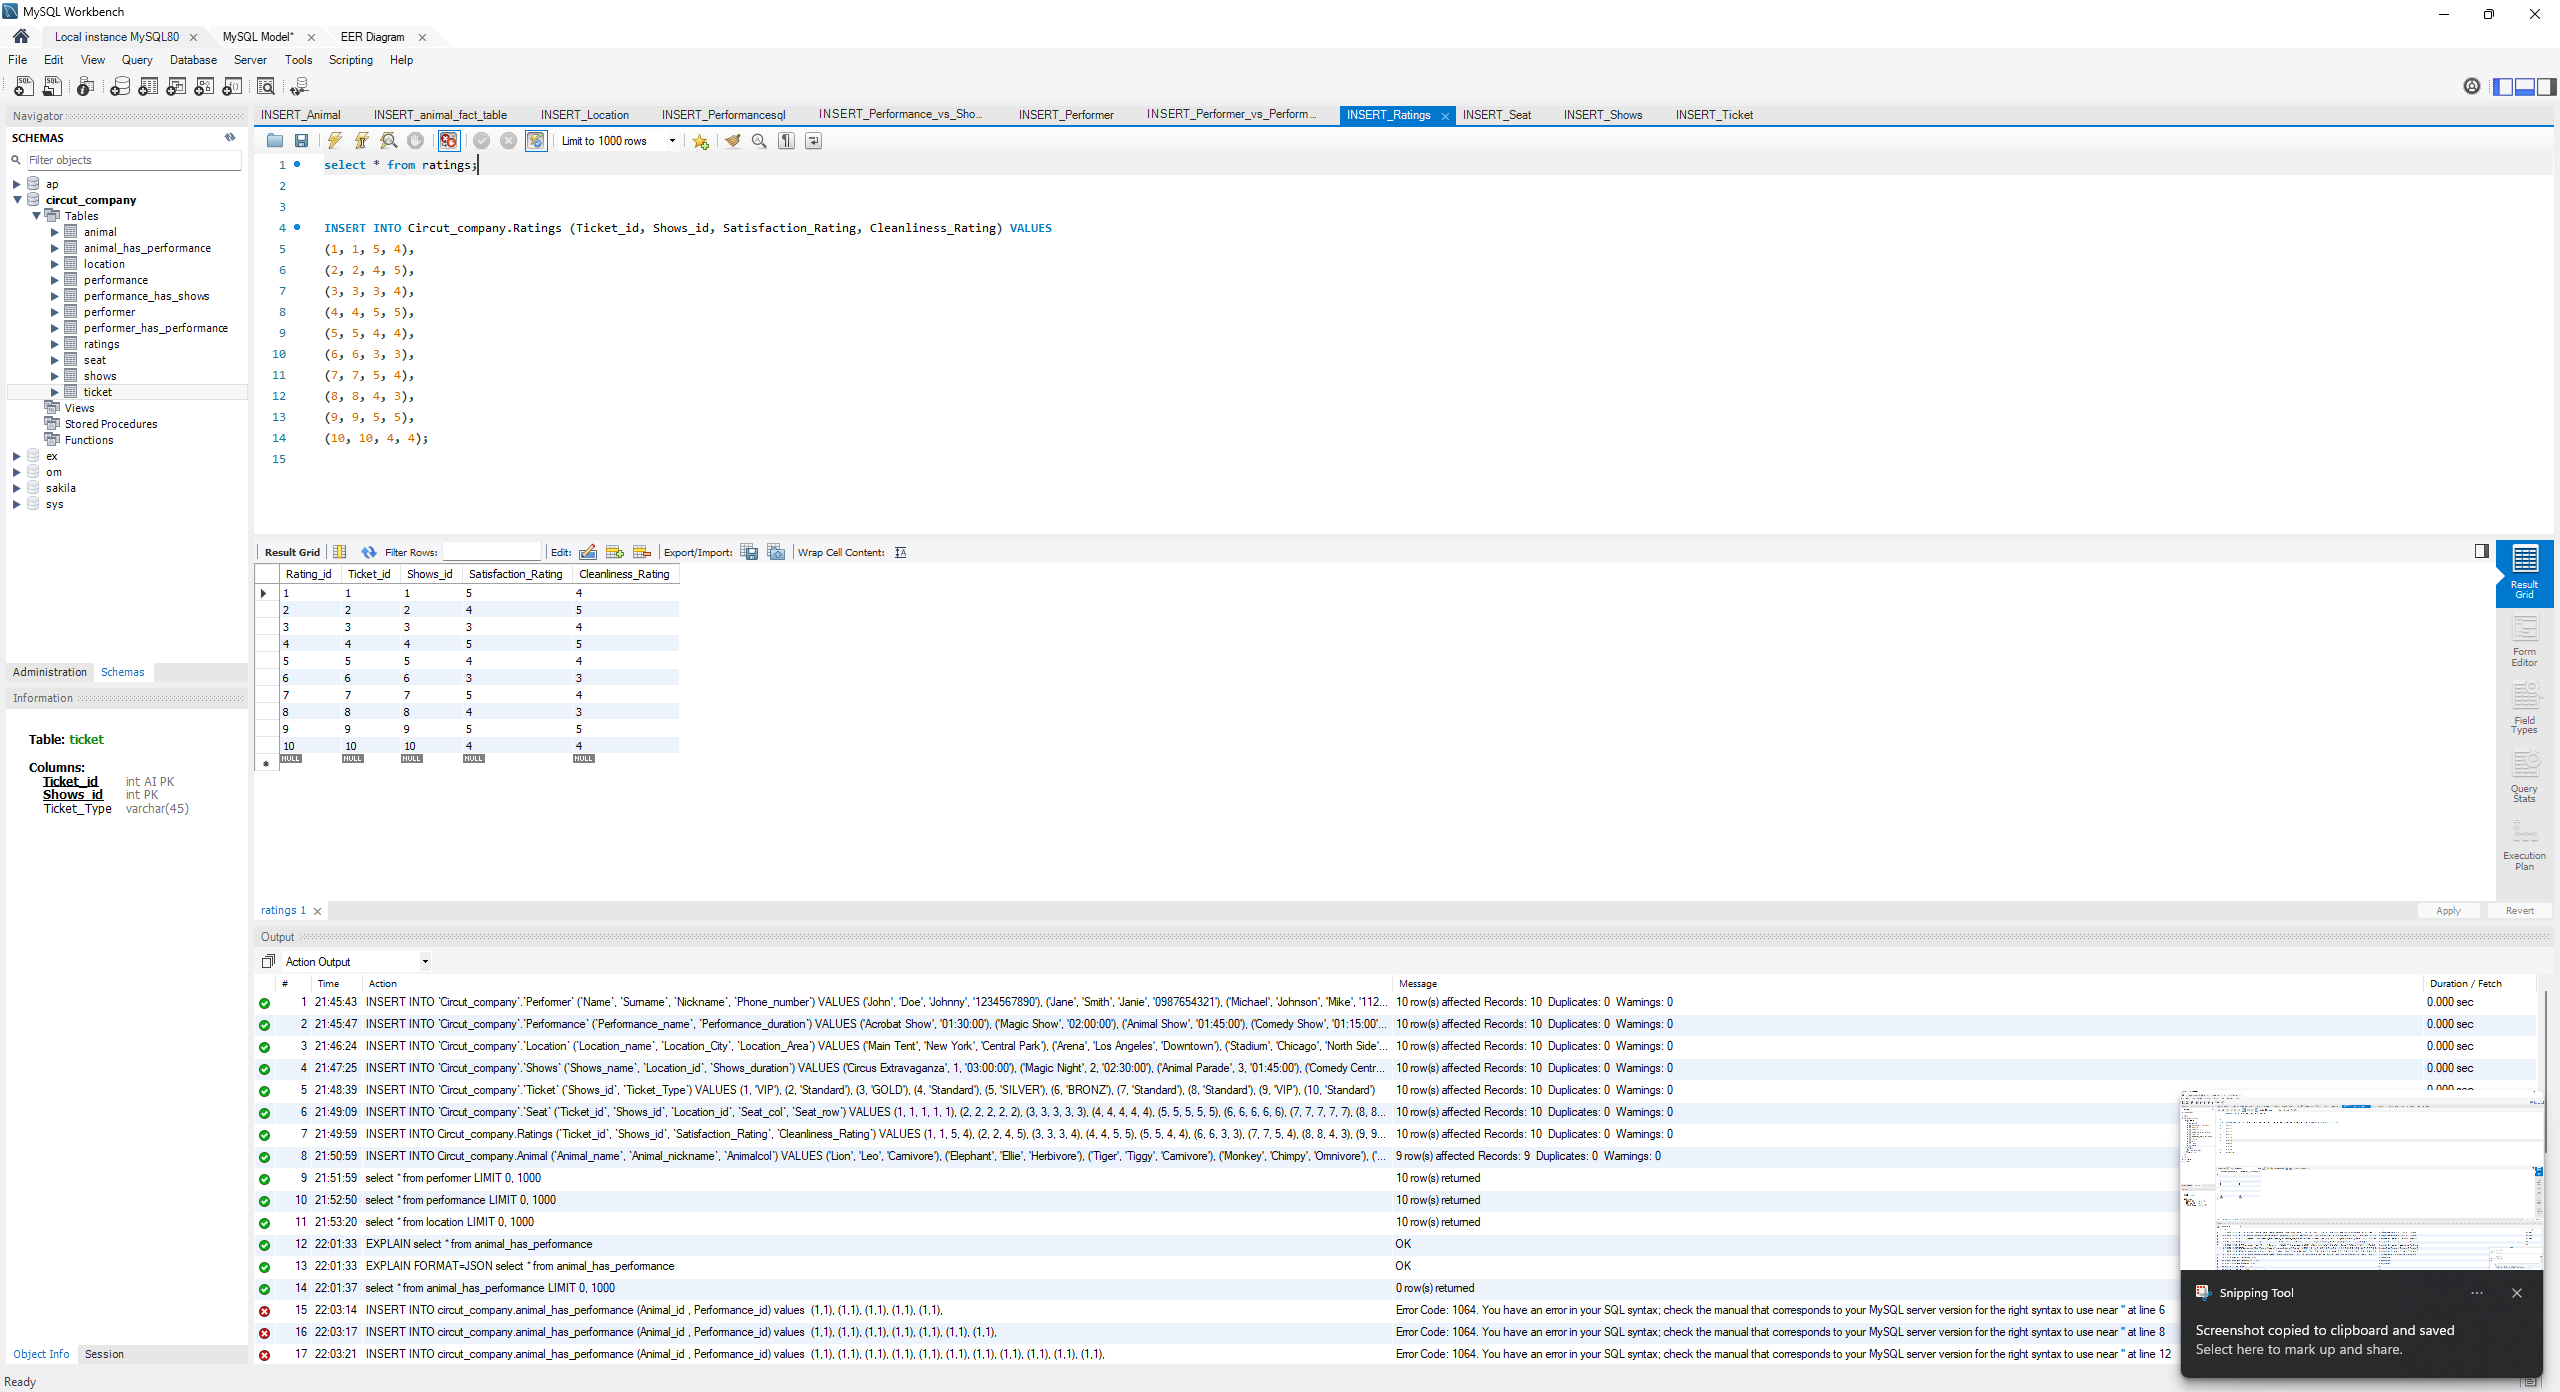 MySQL Workbench
Local instance MySQL80
MySQL Model*
EER Diagram
File Edit View Query Database Server Tools Scripting Help
Navigator
SCHEMAS
Filter objects
ap
circut_company
Tables
animal
animal_has_performance
location
performance
performance_has_shows
performer
performer_has_performance
ratings
seat
shows
ticket
Views
Stored Procedures
Functions
ex
om
sakila
sys
Administration Schemas
Information
Table: ticket
Columns:
Ticket_id int AI PK
Shows_id int PK
Ticket_Type varchar(45)
Object Info Session
Ready
INSERT_Animal INSERT_animal_fact_table INSERT_Location INSERT_Performancesql INSERT_Performance_vs_Sho... INSERT_Performer INSERT_Performer_vs_Perform... INSERT_Ratings INSERT_Seat INSERT_Shows INSERT_Ticket
Limit to 1000 rows
1 select * from ratings;
2
3
4 INSERT INTO Circut_company.Ratings (Ticket_id, Shows_id, Satisfaction_Rating, Cleanliness_Rating) VALUES
5 (1, 1, 5, 4),
6 (2, 2, 4, 5),
7 (3, 3, 3, 4),
8 (4, 4, 5, 5),
9 (5, 5, 4, 4),
10 (6, 6, 3, 3),
11 (7, 7, 5, 4),
12 (8, 8, 4, 3),
13 (9, 9, 5, 5),
14 (10, 10, 4, 4);
15
Result Grid Filter Rows: Edit: Export/Import: Wrap Cell Content:
Rating_id Ticket_id Shows_id Satisfaction_Rating Cleanliness_Rating
1 1 1 5 4
2 2 2 4 5
3 3 3 3 4
4 4 4 5 5
5 5 5 4 4
6 6 6 3 3
7 7 7 5 4
8 8 8 4 3
9 9 9 5 5
10 10 10 4 4
NULL NULL NULL NULL NULL
Result
Grid
Form
Editor
Field
Types
Query
Stats
Execution
Plan
ratings 1
Apply Revert
Output
Action Output
# Time Action Message Duration / Fetch
1 21:45:43 INSERT INTO `Circut_company`.`Performer` (`Name`, `Surname`, `Nickname`, `Phone_number`) VALUES ('John', 'Doe', 'Johnny', '1234567890'), ('Jane', 'Smith', 'Janie', '0987654321'), ('Michael', 'Johnson', 'Mike', '112... 10 row(s) affected Records: 10 Duplicates: 0 Warnings: 0 0.000 sec
2 21:45:47 INSERT INTO `Circut_company`.`Performance` (`Performance_name`, `Performance_duration`) VALUES ('Acrobat Show', '01:30:00'), ('Magic Show', '02:00:00'), ('Animal Show', '01:45:00'), ('Comedy Show', '01:15:00'... 10 row(s) affected Records: 10 Duplicates: 0 Warnings: 0 0.000 sec
3 21:46:24 INSERT INTO `Circut_company`.`Location` (`Location_name`, `Location_City`, `Location_Area`) VALUES ('Main Tent', 'New York', 'Central Park'), ('Arena', 'Los Angeles', 'Downtown'), ('Stadium', 'Chicago', 'North Side'... 10 row(s) affected Records: 10 Duplicates: 0 Warnings: 0 0.000 sec
4 21:47:25 INSERT INTO `Circut_company`.`Shows` (`Shows_name`, `Location_id`, `Shows_duration`) VALUES ('Circus Extravaganza', 1, '03:00:00'), ('Magic Night', 2, '02:30:00'), ('Animal Parade', 3, '01:45:00'), ('Comedy Centr... 10 row(s) affected Records: 10 Duplicates: 0 Warnings: 0 0.000 sec
5 21:48:39 INSERT INTO `Circut_company`.`Ticket` (`Shows_id`, `Ticket_Type`) VALUES (1, 'VIP'), (2, 'Standard'), (3, 'GOLD'), (4, 'Standard'), (5, 'SILVER'), (6, 'BRONZ'), (7, 'Standard'), (8, 'Standard'), (9, 'VIP'), (10, 'Standard') 10 row(s) affected Records: 10 Duplicates: 0 Warnings: 0
6 21:49:09 INSERT INTO `Circut_company`.`Seat` (`Ticket_id`, `Shows_id`, `Location_id`, `Seat_col`, `Seat_row`) VALUES (1, 1, 1, 1, 1), (2, 2, 2, 2, 2), (3, 3, 3, 3, 3), (4, 4, 4, 4, 4), (5, 5, 5, 5, 5), (6, 6, 6, 6, 6), (7, 7, 7, 7, 7), (8, 8... 10 row(s) affected Records: 10 Duplicates: 0 Warnings: 0
7 21:49:59 INSERT INTO Circut_company.Ratings (`Ticket_id`, `Shows_id`, `Satisfaction_Rating`, `Cleanliness_Rating`) VALUES (1, 1, 5, 4), (2, 2, 4, 5), (3, 3, 3, 4), (4, 4, 5, 5), (5, 5, 4, 4), (6, 6, 3, 3), (7, 7, 5, 4), (8, 8, 4, 3), (9, 9... 10 row(s) affected Records: 10 Duplicates: 0 Warnings: 0
8 21:50:59 INSERT INTO Circut_company.Animal (`Animal_name`, `Animal_nickname`, `Animalcol`) VALUES ('Lion', 'Leo', 'Carnivore'), ('Elephant', 'Ellie', 'Herbivore'), ('Tiger', 'Tiggy', 'Carnivore'), ('Monkey', 'Chimpy', 'Omnivore'), ('... 9 row(s) affected Records: 9 Duplicates: 0 Warnings: 0
9 21:51:59 select * from performer LIMIT 0, 1000 10 row(s) returned
10 21:52:50 select * from performance LIMIT 0, 1000 10 row(s) returned
11 21:53:20 select * from location LIMIT 0, 1000 10 row(s) returned
12 22:01:33 EXPLAIN select * from animal_has_performance OK
13 22:01:33 EXPLAIN FORMAT=JSON select * from animal_has_performance OK
14 22:01:37 select * from animal_has_performance LIMIT 0, 1000 0 row(s) returned
15 22:03:14 INSERT INTO circut_company.animal_has_performance (Animal_id , Performance_id) values (1,1), (1,1), (1,1), (1,1), (1,1), Error Code: 1064. You have an error in your SQL syntax; check the manual that corresponds to your MySQL server version for the right syntax to use near '' at line 6
16 22:03:17 INSERT INTO circut_company.animal_has_performance (Animal_id , Performance_id) values (1,1), (1,1), (1,1), (1,1), (1,1), (1,1), (1,1), Error Code: 1064. You have an error in your SQL syntax; check the manual that corresponds to your MySQL server version for the right syntax to use near '' at line 8
17 22:03:21 INSERT INTO circut_company.animal_has_performance (Animal_id , Performance_id) values (1,1), (1,1), (1,1), (1,1), (1,1), (1,1), (1,1), (1,1), (1,1), (1,1), (1,1), Error Code: 1064. You have an error in your SQL syntax; check the manual that corresponds to your MySQL server version for the right syntax to use near '' at line 12
Snipping Tool
Screenshot copied to clipboard and saved
Select here to mark up and share.